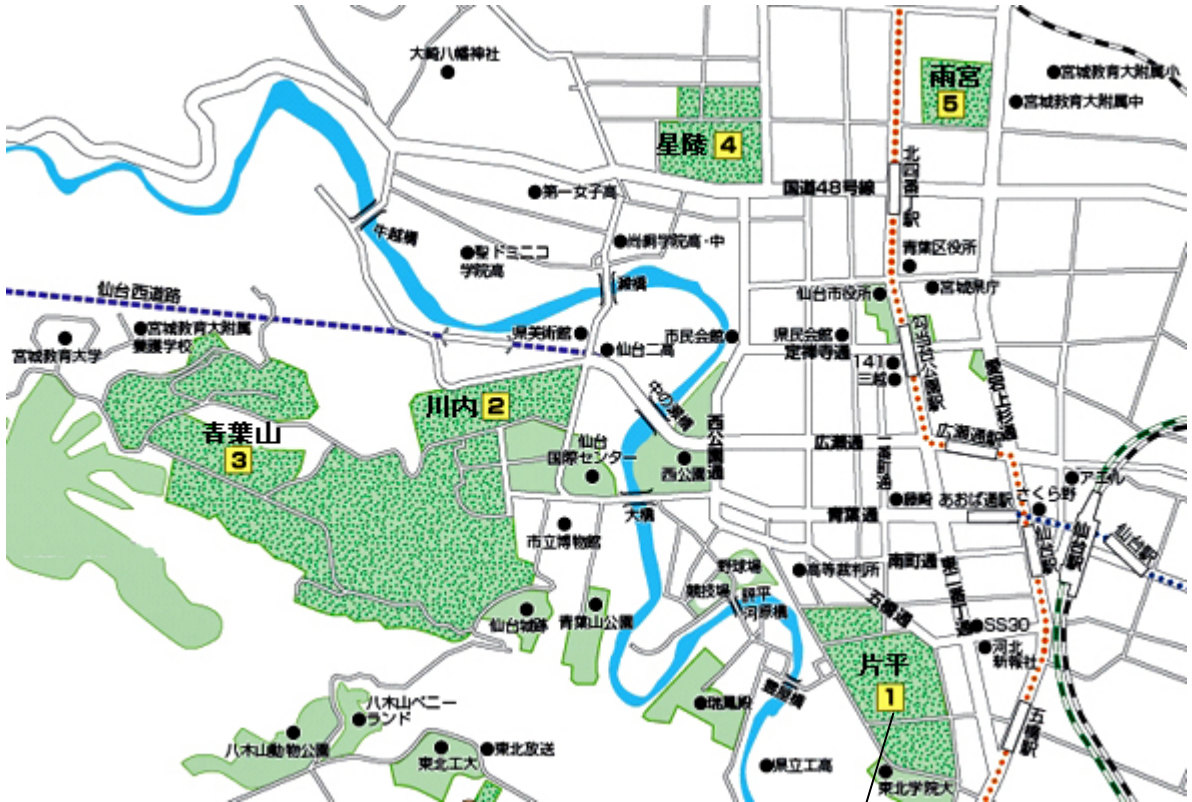 大崎八幡神社
宮城教育大附属小
雨宮
5
宮城教育大附属中
星陵 4
北四番丁駅
国道48号線
第一女子高
牛越橋
尚絅学院高・中
聖ドミニコ
学院高
青葉区役所
澱橋
仙台市役所
宮城県庁
仙台西道路
宮城教育大附属
養護学校
宮城教育大学
県美術館
仙台二高
市民会館
県民会館
定禅寺通
勾当台公園駅
141
三越
中の瀬橋
西公園通
川内 2
青葉山
3
仙台
国際センター
西公園
広瀬通
一番町通
広瀬通駅
アエル
大橋
藤崎
あおば通駅
さくら野
青葉通
市立博物館
仙台駅
仙台駅
仙台駅
南町通
東二番丁通
野球場
高等裁判所
競技場
評定
河原橋
五橋通
仙台城跡
青葉山公園
SS30
河北
新報社
片平
1
霊屋橋
瑞鳳殿
五橋駅
八木山ベニー
ランド
八木山動物公園
東北工大
東北放送
県立工高
東北学院大